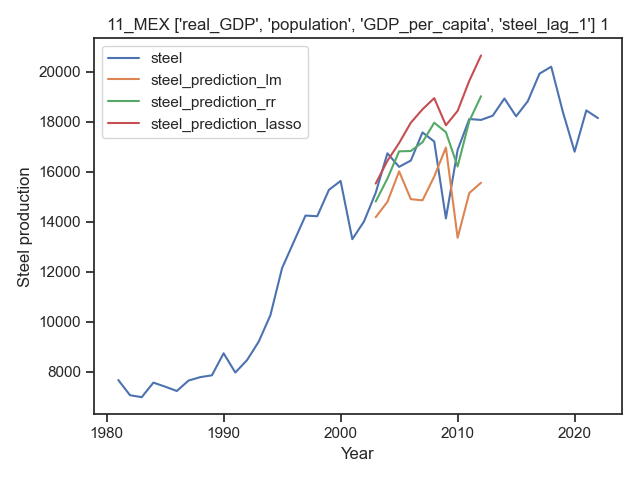 11_MEX ['real_GDP', 'population', 'GDP_per_capita', 'steel_lag_1'] 1
steel
steel_prediction_lm
steel_prediction_rr
steel_prediction_lasso
20000
18000
16000
14000
12000
10000
8000
Steel production
1980
1990
2000
2010
2020
Year